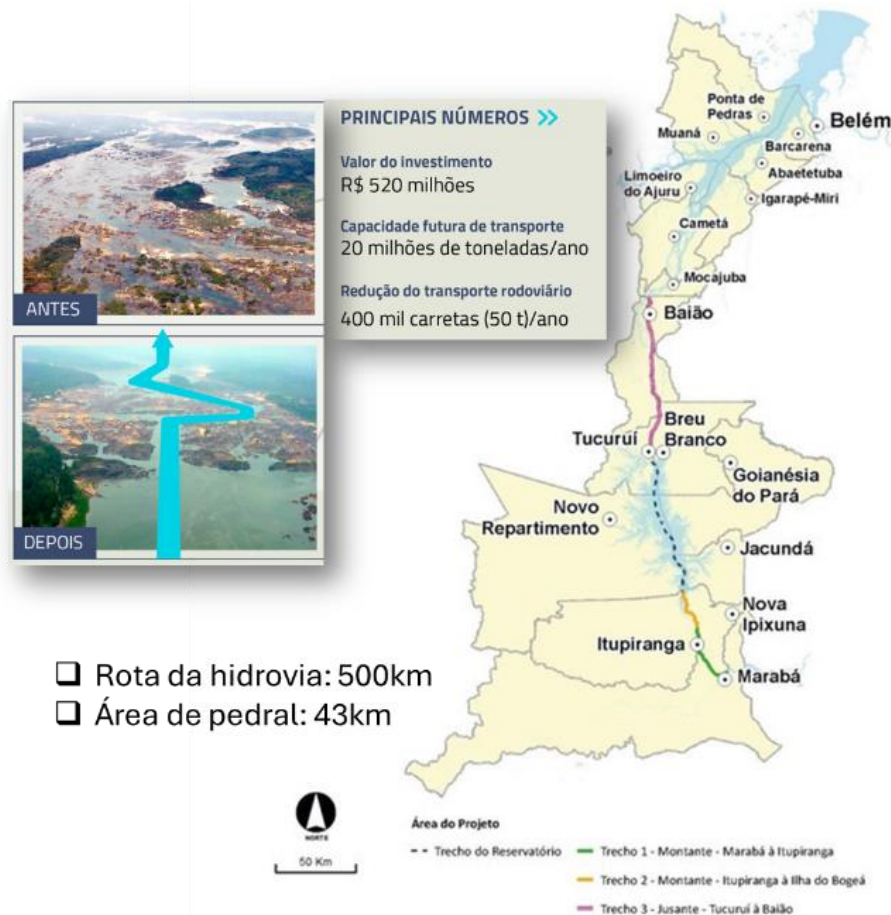 PRINCIPAIS NÚMEROS >>
Valor do investimento
R$ 520 milhões
Capacidade futura de transporte
20 milhões de toneladas/ano
Redução do transporte rodoviário
400 mil carretas (50 t)/ano
ANTES
DEPOIS
Ponta de
Pedras
Belém
Muaná
Barcarena
Limoeiro
do Ajuru
Abaetetuba
Igarapé-Miri
Cametá
Mocajuba
Baião
Breu
Branco
Tucuruí
Goianésia
do Pará
Novo
Repartimento
Jacundá
Nova
Ipixuna
Itupiranga
Marabá
Rota da hidrovia: 500km
Área de pedral: 43km
NORTE
50 Km
Área do Projeto
Trecho do Reservatório
Trecho 1 - Montante - Marabá à Itupiranga
Trecho 2 - Montante - Itupiranga à Ilha do Bogeá
Trecho 3 - Jusante - Tucuruí à Baião